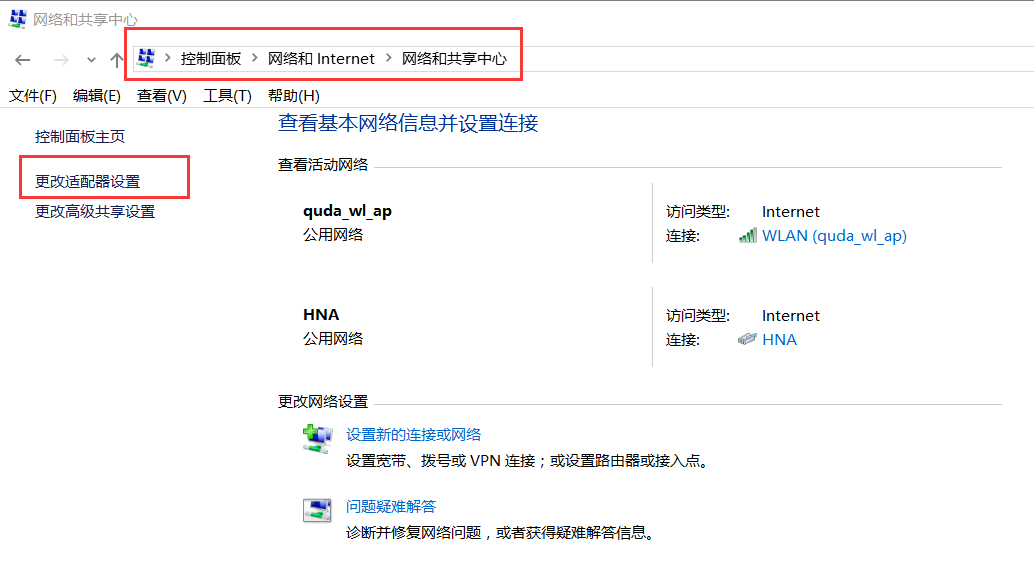 网络和共享中心
控制面板 > 网络和 Internet > 网络和共享中心
文件(F) 编辑(E) 查看(V) 工具(T) 帮助(H)
控制面板主页
更改适配器设置
更改高级共享设置
查看基本网络信息并设置连接
查看活动网络
quda_wl_ap
公用网络
访问类型: Internet
连接: WLAN (quda_wl_ap)
HNA
公用网络
访问类型: Internet
连接: HNA
更改网络设置
设置新的连接或网络
设置宽带、拨号或 VPN 连接；或设置路由器或接入点。
问题疑难解答
诊断并修复网络问题，或者获得疑难解答信息。